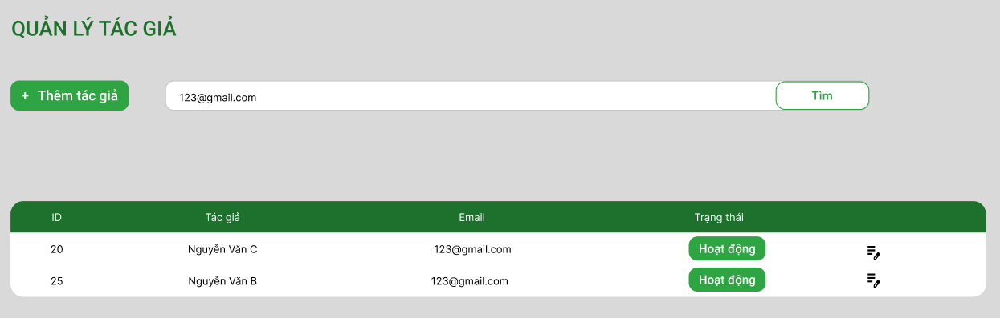 QUẢN LÝ TÁC GIẢ
+ Thêm tác giả
123@gmail.com
Tìm
ID Tác giả Email Trạng thái
20 Nguyễn Văn C 123@gmail.com Hoạt động
25 Nguyễn Văn B 123@gmail.com Hoạt động